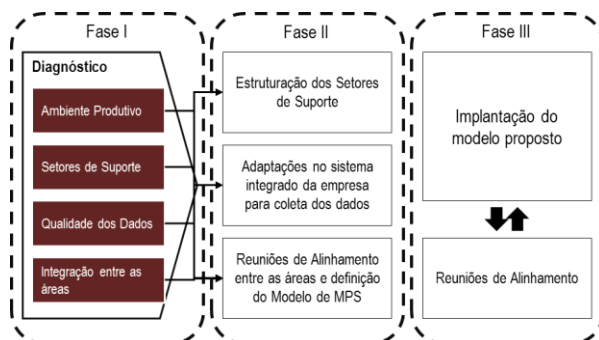 Fase I
Diagnóstico
Ambiente Produtivo
Setores de Suporte
Qualidade dos Dados
Integração entre as
áreas
Fase II
Estruturação dos Setores
de Suporte
Adaptações no sistema
integrado da empresa
para coleta dos dados
Reuniões de Alinhamento
entre as áreas e definição
do Modelo de MPS
Fase III
Implantação do
modelo proposto
Reuniões de Alinhamento